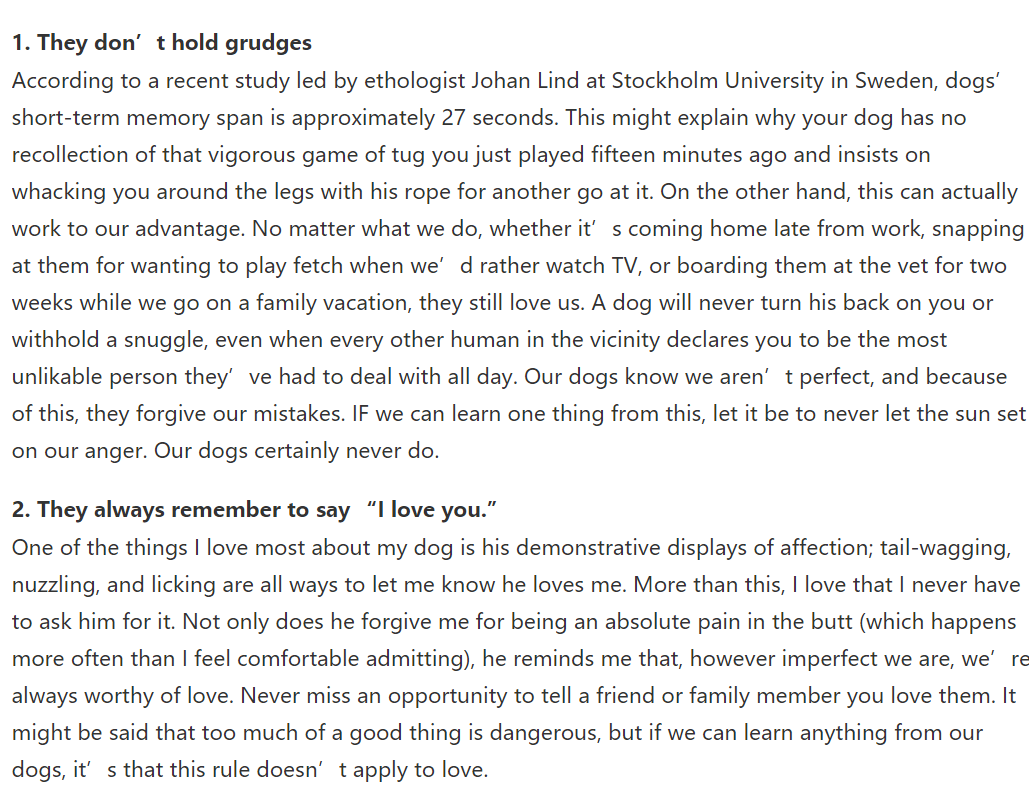 1. They don’ t hold grudges
According to a recent study led by ethologist Johan Lind at Stockholm University in Sweden, dogs’
short-term memory span is approximately 27 seconds. This might explain why your dog has no
recollection of that vigorous game of tug you just played fifteen minutes ago and insists on
whacking you around the legs with his rope for another go at it. On the other hand, this can actually
work to our advantage. No matter what we do, whether it’ s coming home late from work, snapping
at them for wanting to play fetch when we’ d rather watch TV, or boarding them at the vet for two
weeks while we go on a family vacation, they still love us. A dog will never turn his back on you or
withhold a snuggle, even when every other human in the vicinity declares you to be the most
unlikable person they’ ve had to deal with all day. Our dogs know we aren’ t perfect, and because
of this, they forgive our mistakes. IF we can learn one thing from this, let it be to never let the sun set
on our anger. Our dogs certainly never do.
2. They always remember to say “I love you.”
One of the things I love most about my dog is his demonstrative displays of affection; tail-wagging,
nuzzling, and licking are all ways to let me know he loves me. More than this, I love that I never have
to ask him for it. Not only does he forgive me for being an absolute pain in the butt (which happens
more often than I feel comfortable admitting), he reminds me that, however imperfect we are, we’ re
always worthy of love. Never miss an opportunity to tell a friend or family member you love them. It
might be said that too much of a good thing is dangerous, but if we can learn anything from our
dogs, it’ s that this rule doesn’ t apply to love.